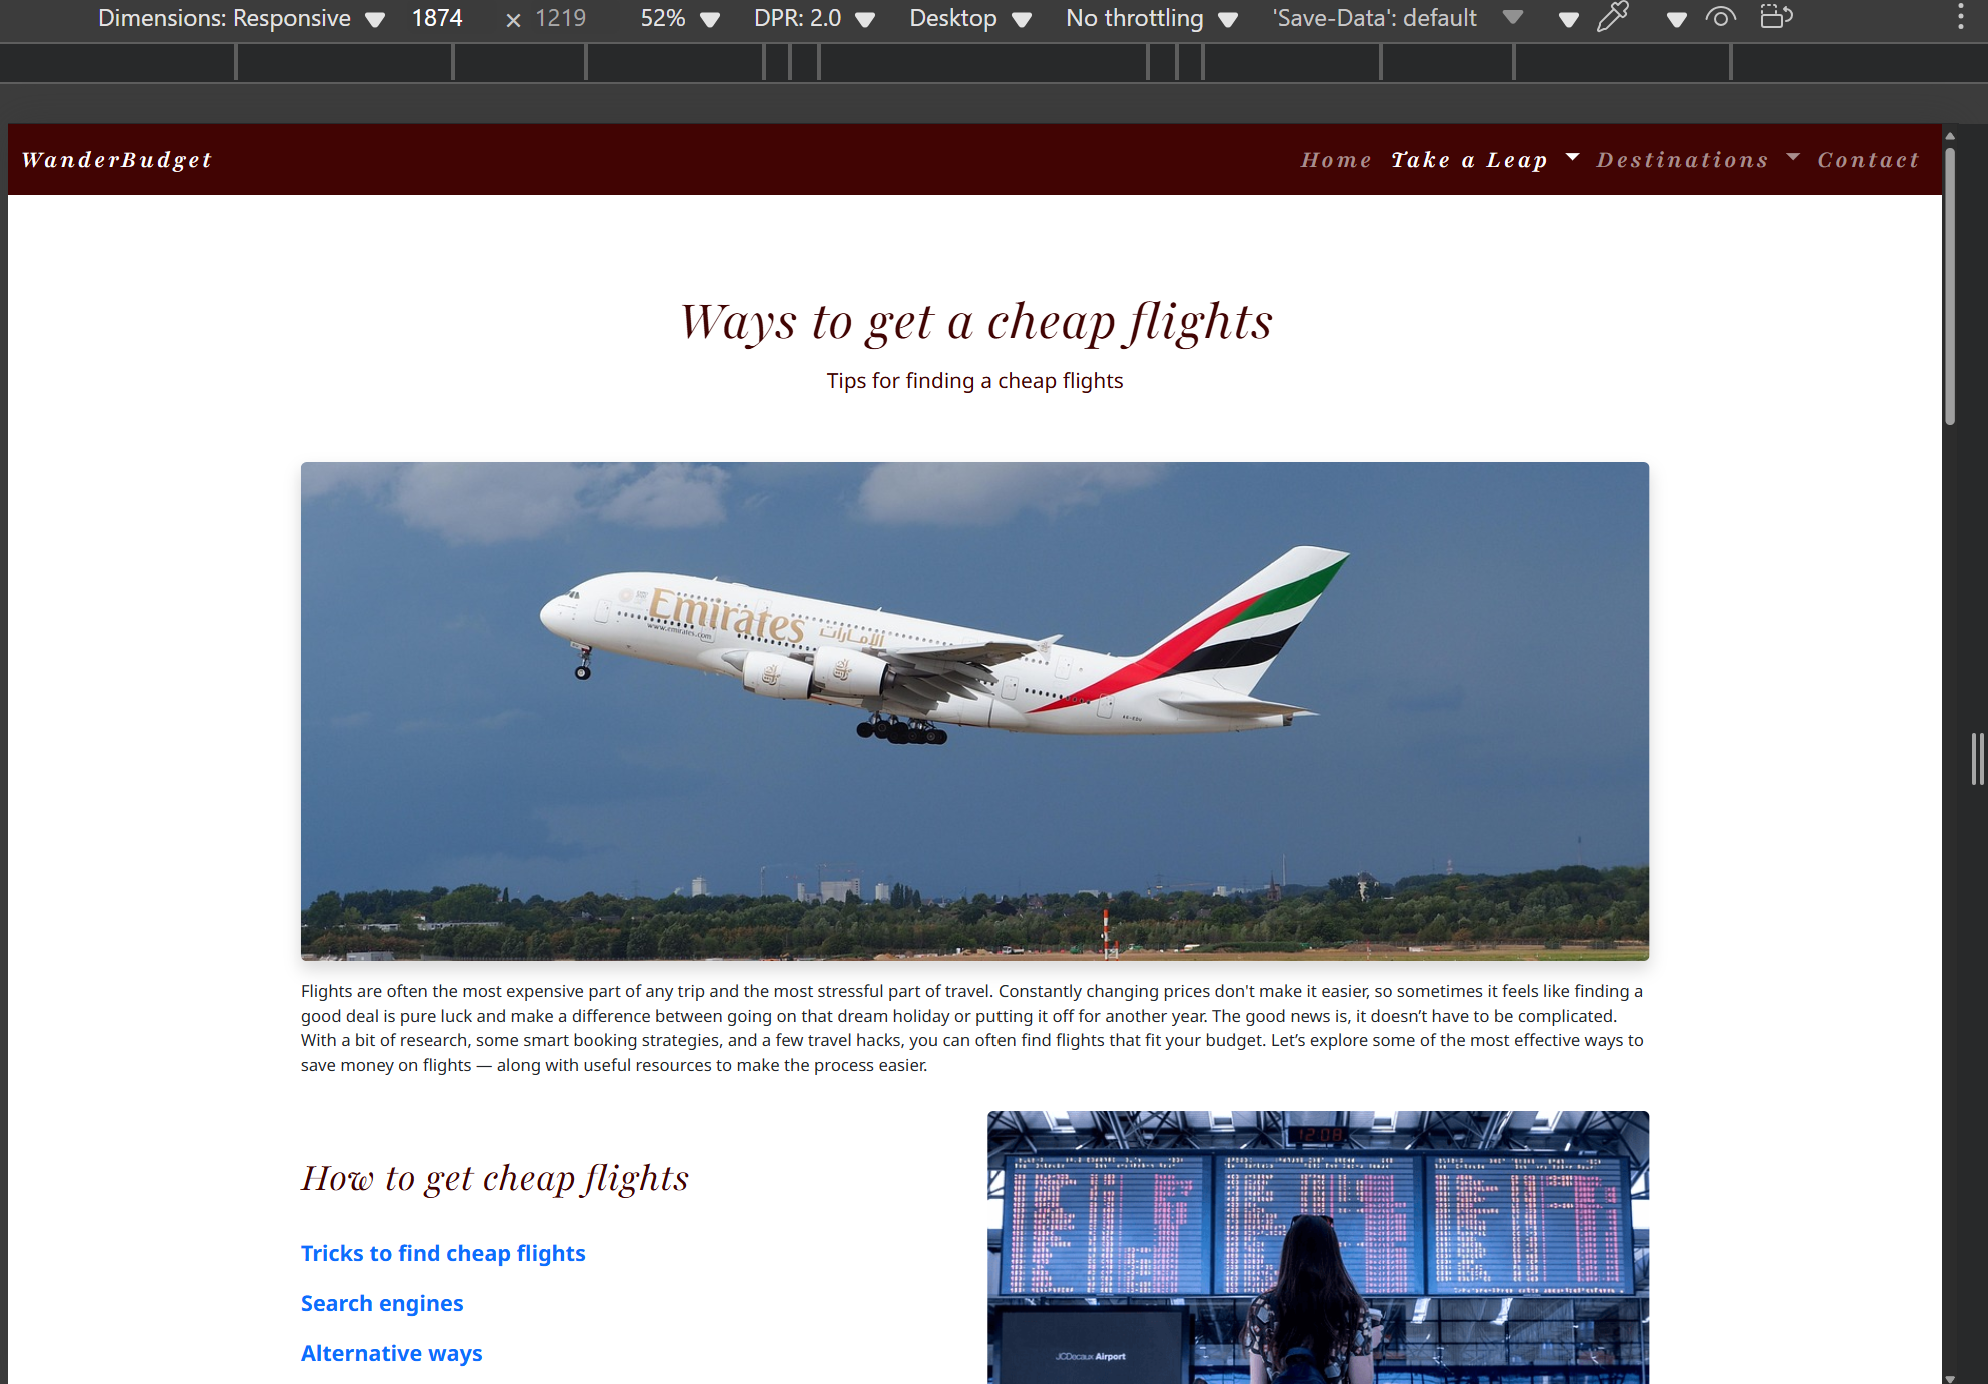 Dimensions: Responsive 1874 × 1219 52% DPR: 2.0 Desktop No throttling 'Save-Data': default
WanderBudget Home Take a Leap Destinations Contact
Ways to get a cheap flights
Tips for finding a cheap flights
Emirates الإمارات
www.emirates.com
Flights are often the most expensive part of any trip and the most stressful part of travel. Constantly changing prices don't make it easier, so sometimes it feels like finding a
good deal is pure luck and make a difference between going on that dream holiday or putting it off for another year. The good news is, it doesn’t have to be complicated.
With a bit of research, some smart booking strategies, and a few travel hacks, you can often find flights that fit your budget. Let’s explore some of the most effective ways to
save money on flights — along with useful resources to make the process easier.
12:08
How to get cheap flights
Tricks to find cheap flights
Search engines
Alternative ways
JCDecaux Airport